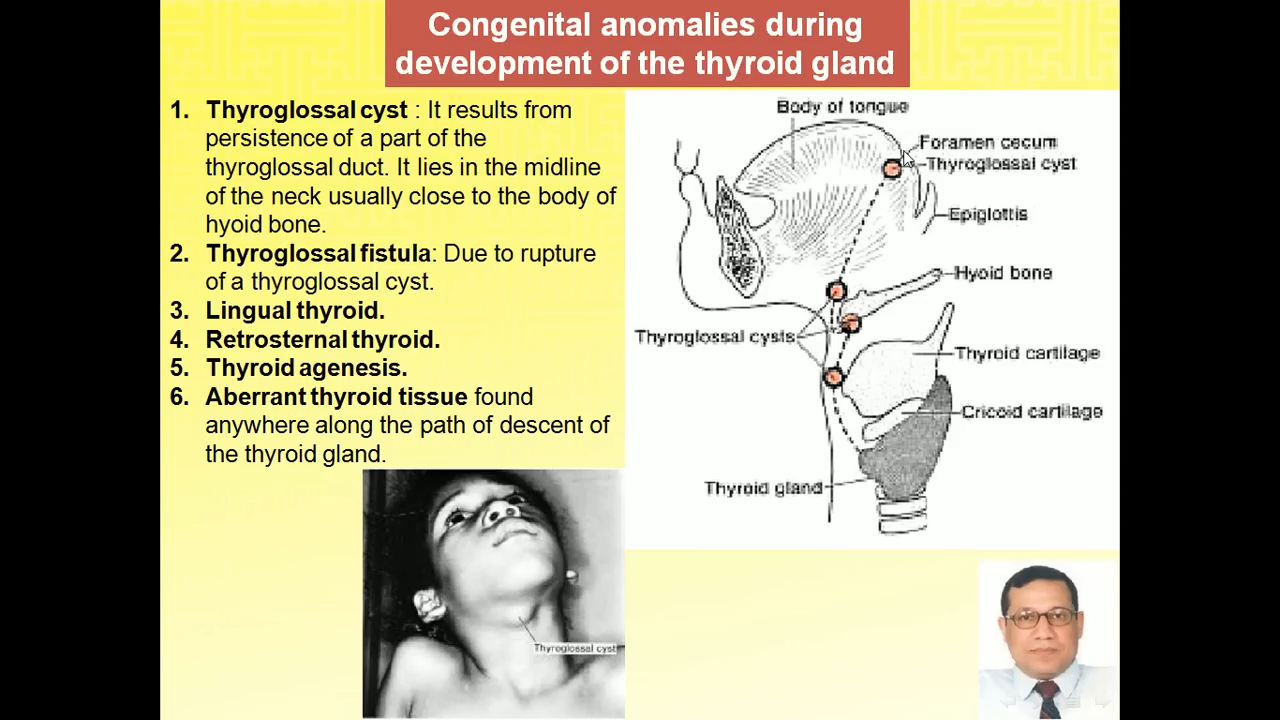 Congenital anomalies during
development of the thyroid gland
1. Thyroglossal cyst : It results from
persistence of a part of the
thyroglossal duct. It lies in the midline
of the neck usually close to the body of
hyoid bone.
2. Thyroglossal fistula: Due to rupture
of a thyroglossal cyst.
3. Lingual thyroid.
4. Retrosternal thyroid.
5. Thyroid agenesis.
6. Aberrant thyroid tissue found
anywhere along the path of descent of
the thyroid gland.
Body of tongue
Foramen cecum
Thyroglossal cyst
Epiglottis
Hyoid bone
Thyroglossal cysts
Thyroid cartilage
Cricoid cartilage
Thyroid gland
Thyroglossal cyst